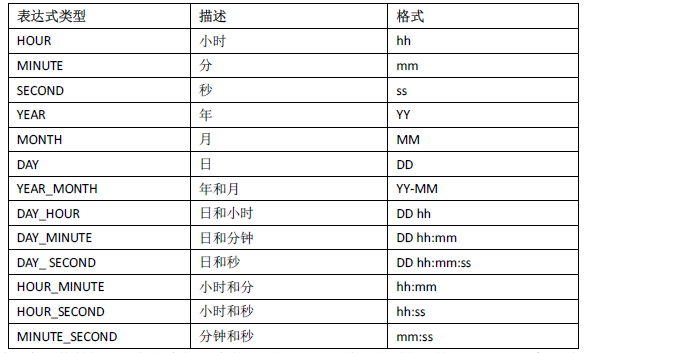 表达式类型 描述 格式
HOUR 小时 hh
MINUTE 分 mm
SECOND 秒 ss
YEAR 年 YY
MONTH 月 MM
DAY 日 DD
YEAR_MONTH 年和月 YY-MM
DAY_HOUR 日和小时 DD hh
DAY_MINUTE 日和分钟 DD hh:mm
DAY_ SECOND 日和秒 DD hh:mm:ss
HOUR_MINUTE 小时和分 hh:mm
HOUR_SECOND 小时和秒 hh:ss
MINUTE_SECOND 分钟和秒 mm:ss